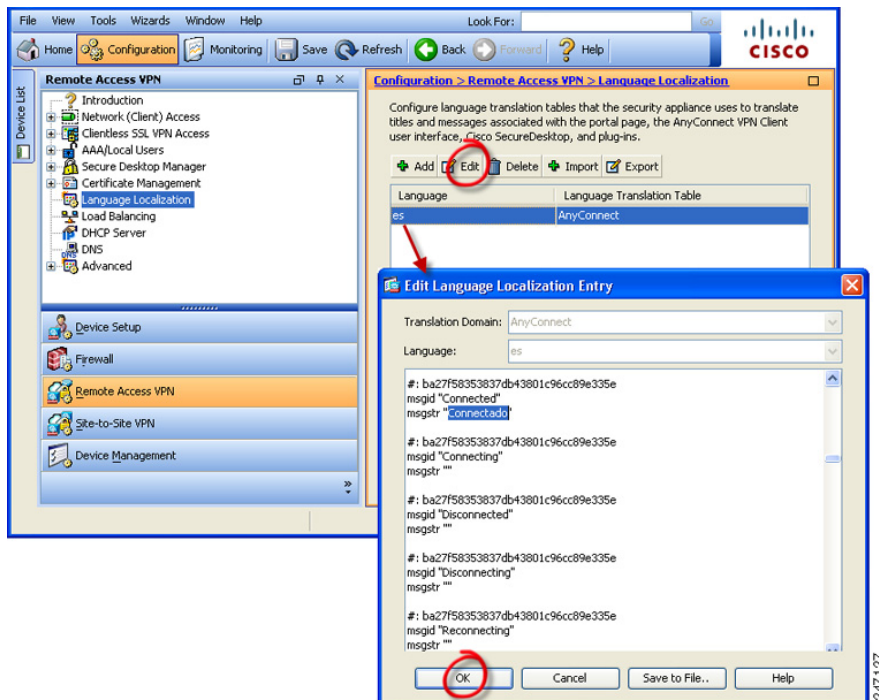 File View Tools Wizards Window Help Look For: Go
Home Configuration Monitoring Save Refresh Back Forward Help
CISCO
Device List
Remote Access VPN
Introduction
Network (Client) Access
Clientless SSL VPN Access
AAA/Local Users
Secure Desktop Manager
Certificate Management
Language Localization
Load Balancing
DHCP Server
DNS
Advanced
Device Setup
Firewall
Remote Access VPN
Site-to-Site VPN
Device Management
Configuration > Remote Access VPN > Language Localization
Configure language translation tables that the security appliance uses to translate
titles and messages associated with the portal page, the AnyConnect VPN Client
user interface, Cisco SecureDesktop, and plug-ins.
Add Edit Delete Import Export
Language Language Translation Table
es AnyConnect
Edit Language Localization Entry
Translation Domain: AnyConnect
Language: es
#: ba27f58353837db43801c96cc89e335e
msgid "Connected"
msgstr "Connectado"
#: ba27f58353837db43801c96cc89e335e
msgid "Connecting"
msgstr ""
#: ba27f58353837db43801c96cc89e335e
msgid "Disconnected"
msgstr ""
#: ba27f58353837db43801c96cc89e335e
msgid "Disconnecting"
msgstr ""
#: ba27f58353837db43801c96cc89e335e
msgid "Reconnecting"
msgstr ""
OK Cancel Save to File.. Help
247127